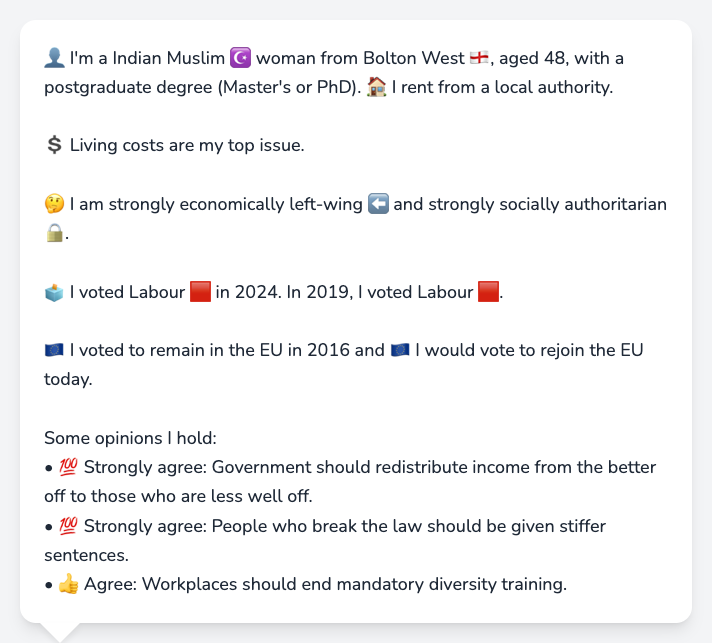 👤 I'm a Indian Muslim ☪️ woman from Bolton West 🏴󠁧󠁢󠁥󠁮󠁧󠁿, aged 48, with a
postgraduate degree (Master's or PhD). 🏠 I rent from a local authority.
💲 Living costs are my top issue.
🤔 I am strongly economically left-wing ⬅️ and strongly socially authoritarian
🔒.
🗳️ I voted Labour 🟥 in 2024. In 2019, I voted Labour 🟥.
🇪🇺 I voted to remain in the EU in 2016 and 🇪🇺 I would vote to rejoin the EU
today.
Some opinions I hold:
• 💯 Strongly agree: Government should redistribute income from the better
off to those who are less well off.
• 💯 Strongly agree: People who break the law should be given stiffer
sentences.
• 👍 Agree: Workplaces should end mandatory diversity training.